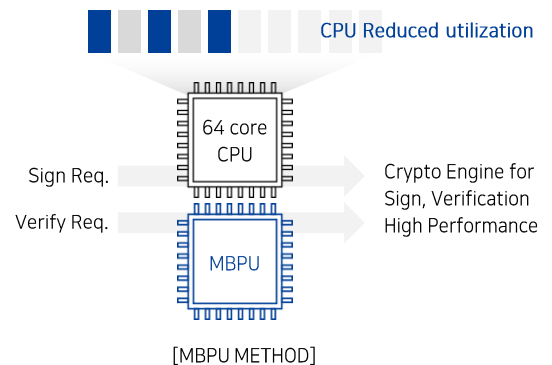 CPU Reduced utilization
64 core
CPU
Sign Req.
Verify Req.
Crypto Engine for
Sign, Verification
High Performance
MBPU
[MBPU METHOD]